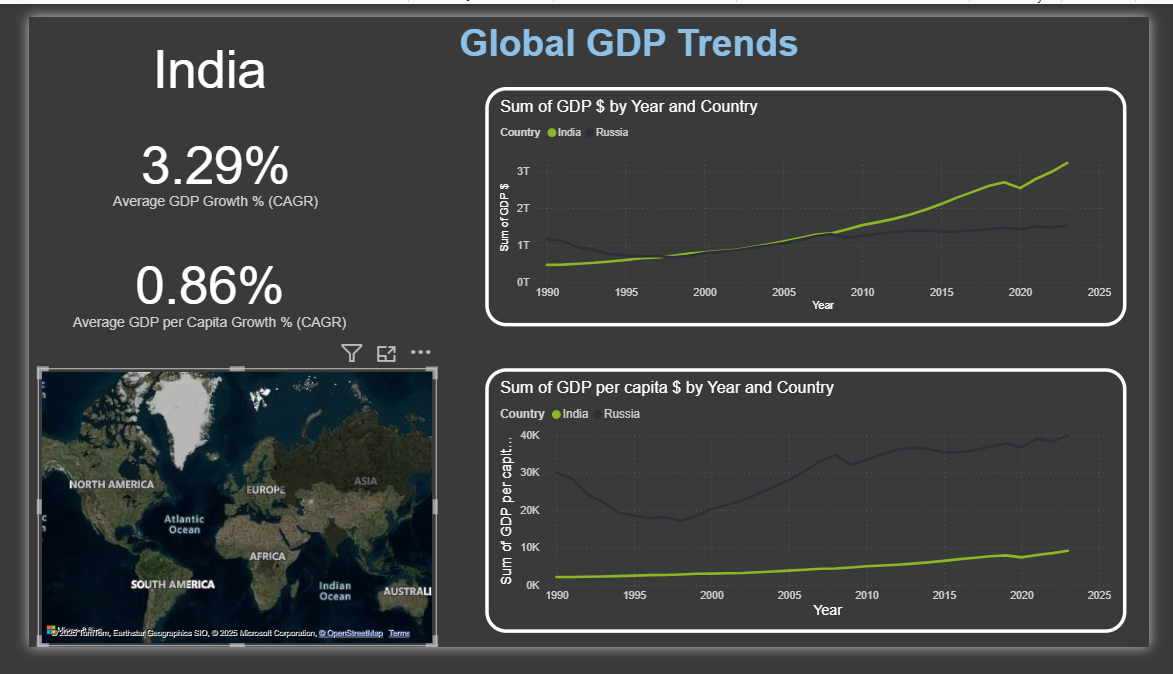 Global GDP Trends
India
3.29%
Average GDP Growth % (CAGR)
0.86%
Average GDP per Capita Growth % (CAGR)
Sum of GDP $ by Year and Country
Country India Russia
Sum of GDP $
3T
2T
1T
0T
1990 1995 2000 2005 2010 2015 2020 2025
Year
Sum of GDP per capita $ by Year and Country
Country India Russia
Sum of GDP per capit...
40K
30K
20K
10K
0K
1990 1995 2000 2005 2010 2015 2020 2025
Year
NORTH AMERICA
EUROPE
ASIA
Atlantic
Ocean
AFRICA
SOUTH AMERICA
Indian
Ocean
AUSTRALI
© 2025 TomTom, Earthstar Geographics SIO, © 2025 Microsoft Corporation, © OpenStreetMap Terms